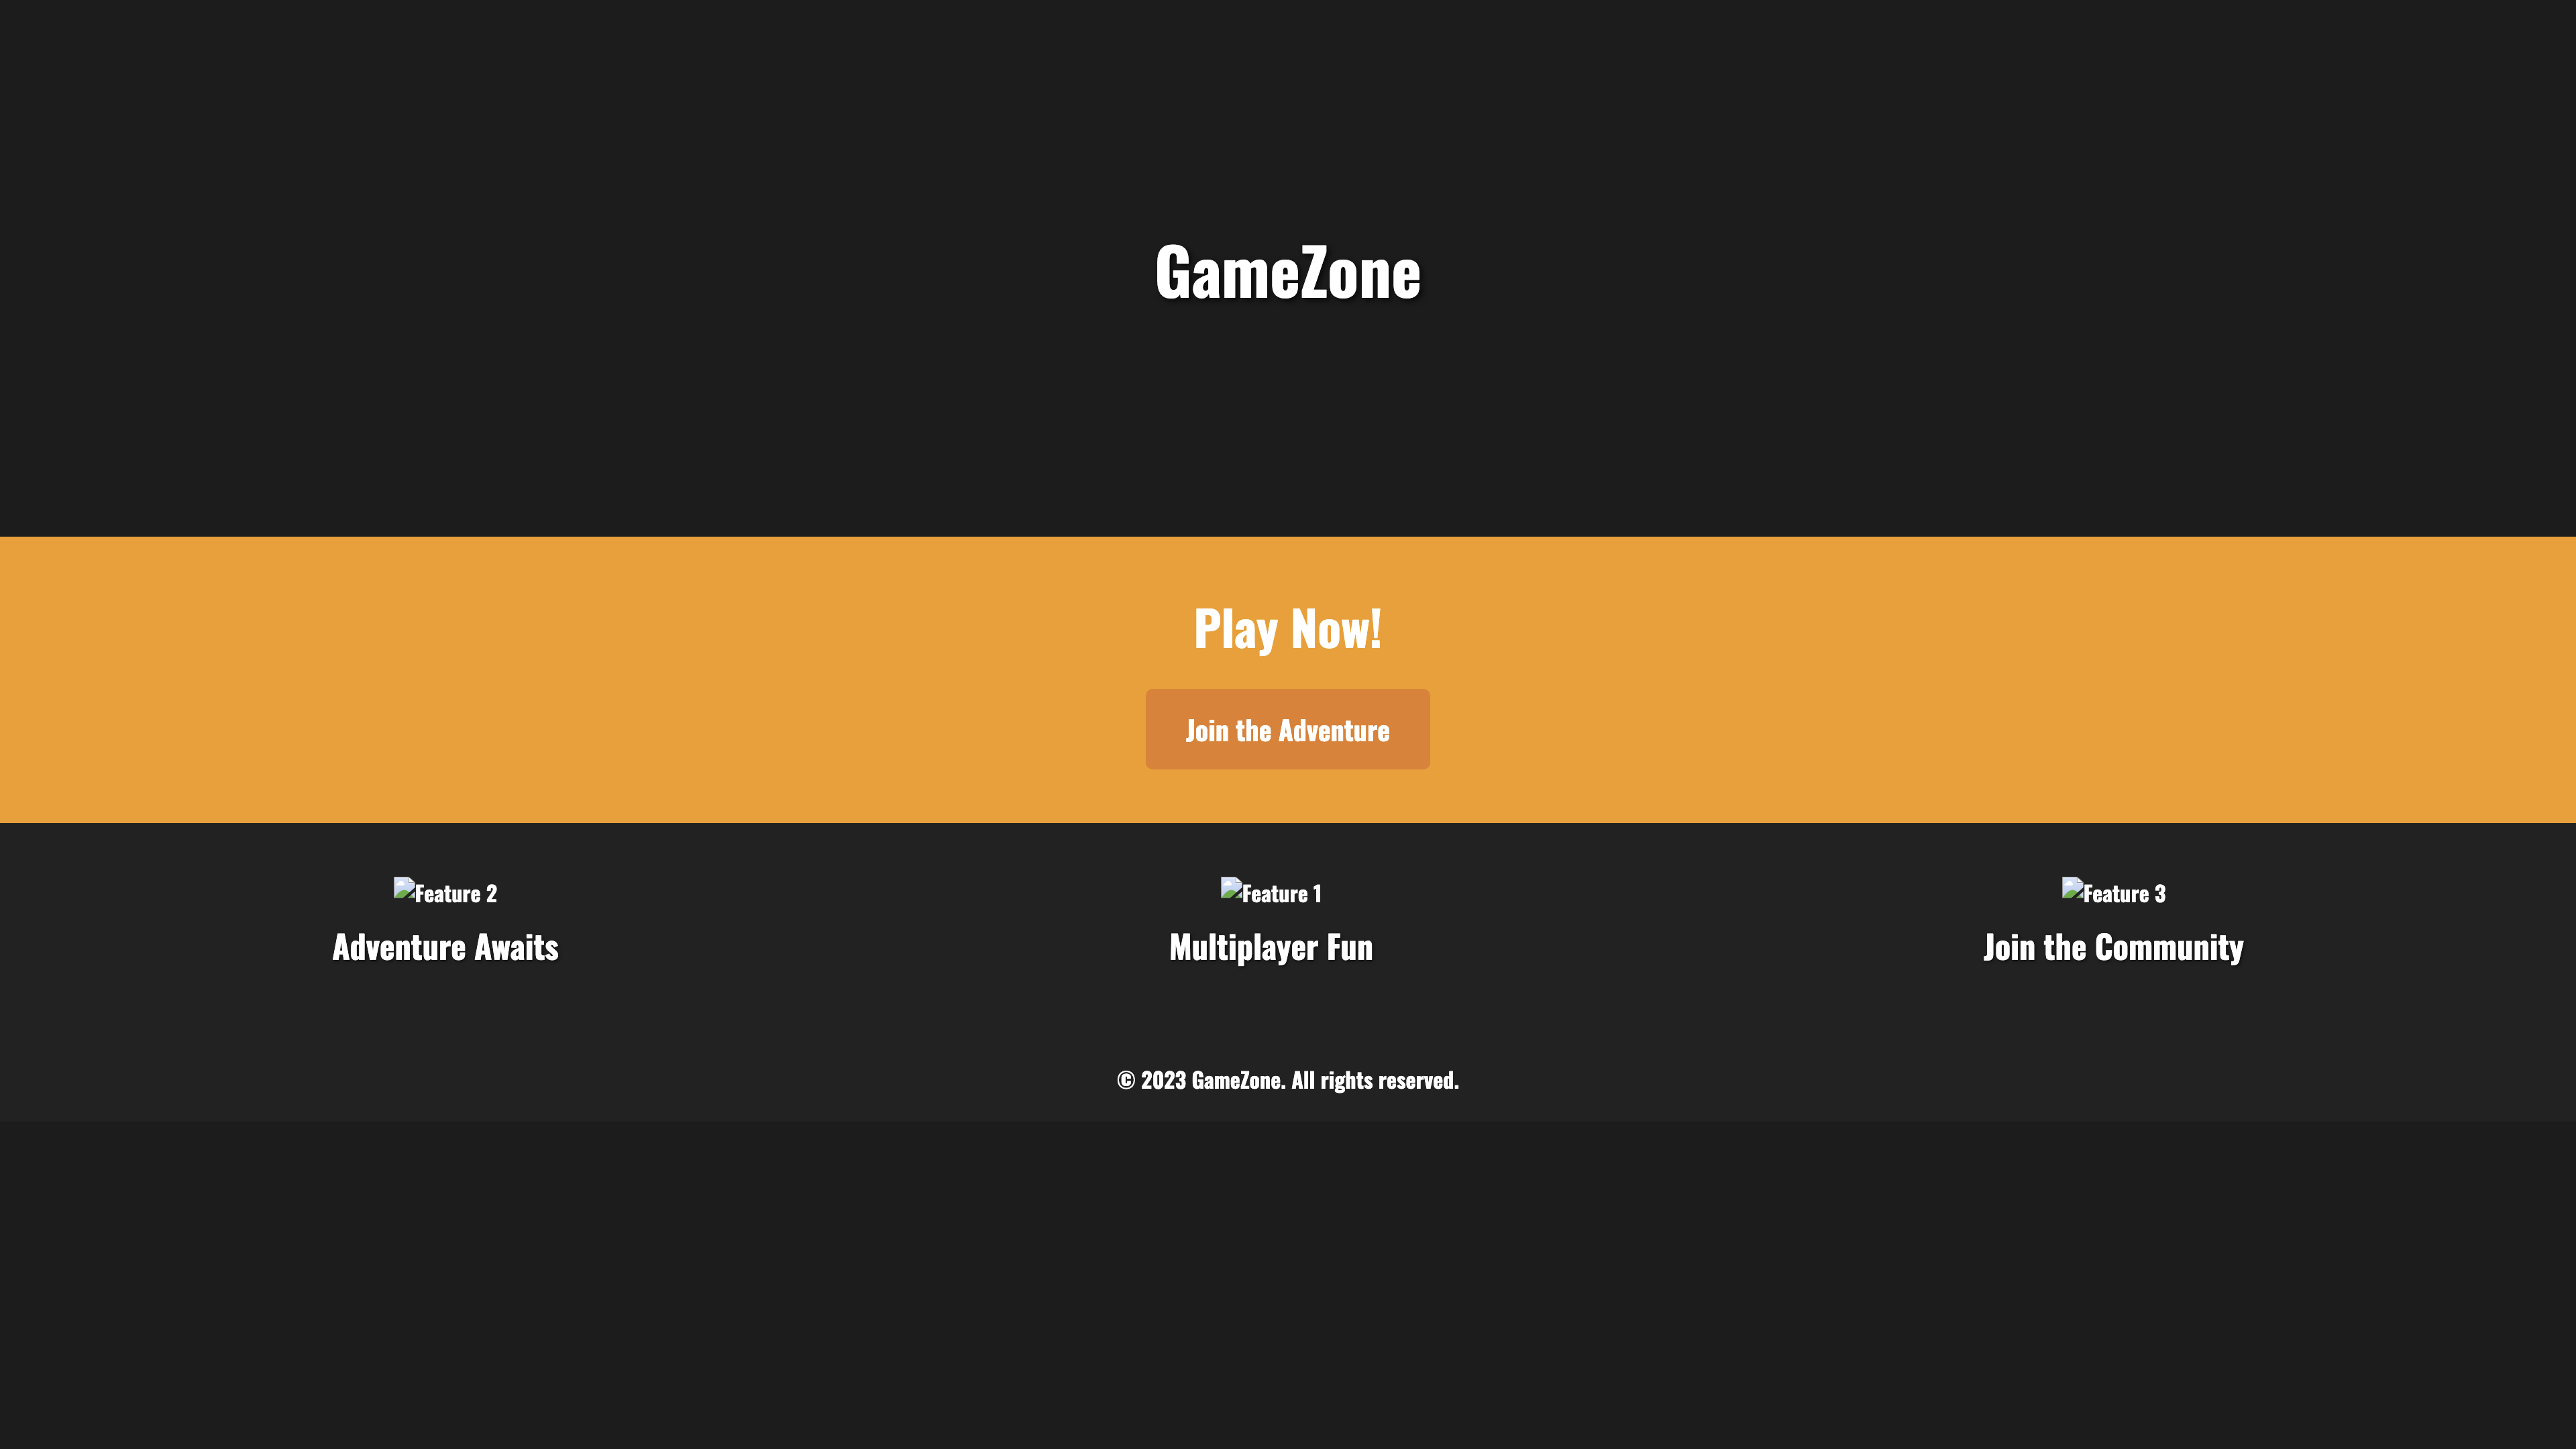 GameZone
Play Now!
Join the Adventure
Feature 2
Feature 1
Feature 3
Adventure Awaits
Multiplayer Fun
Join the Community
© 2023 GameZone. All rights reserved.